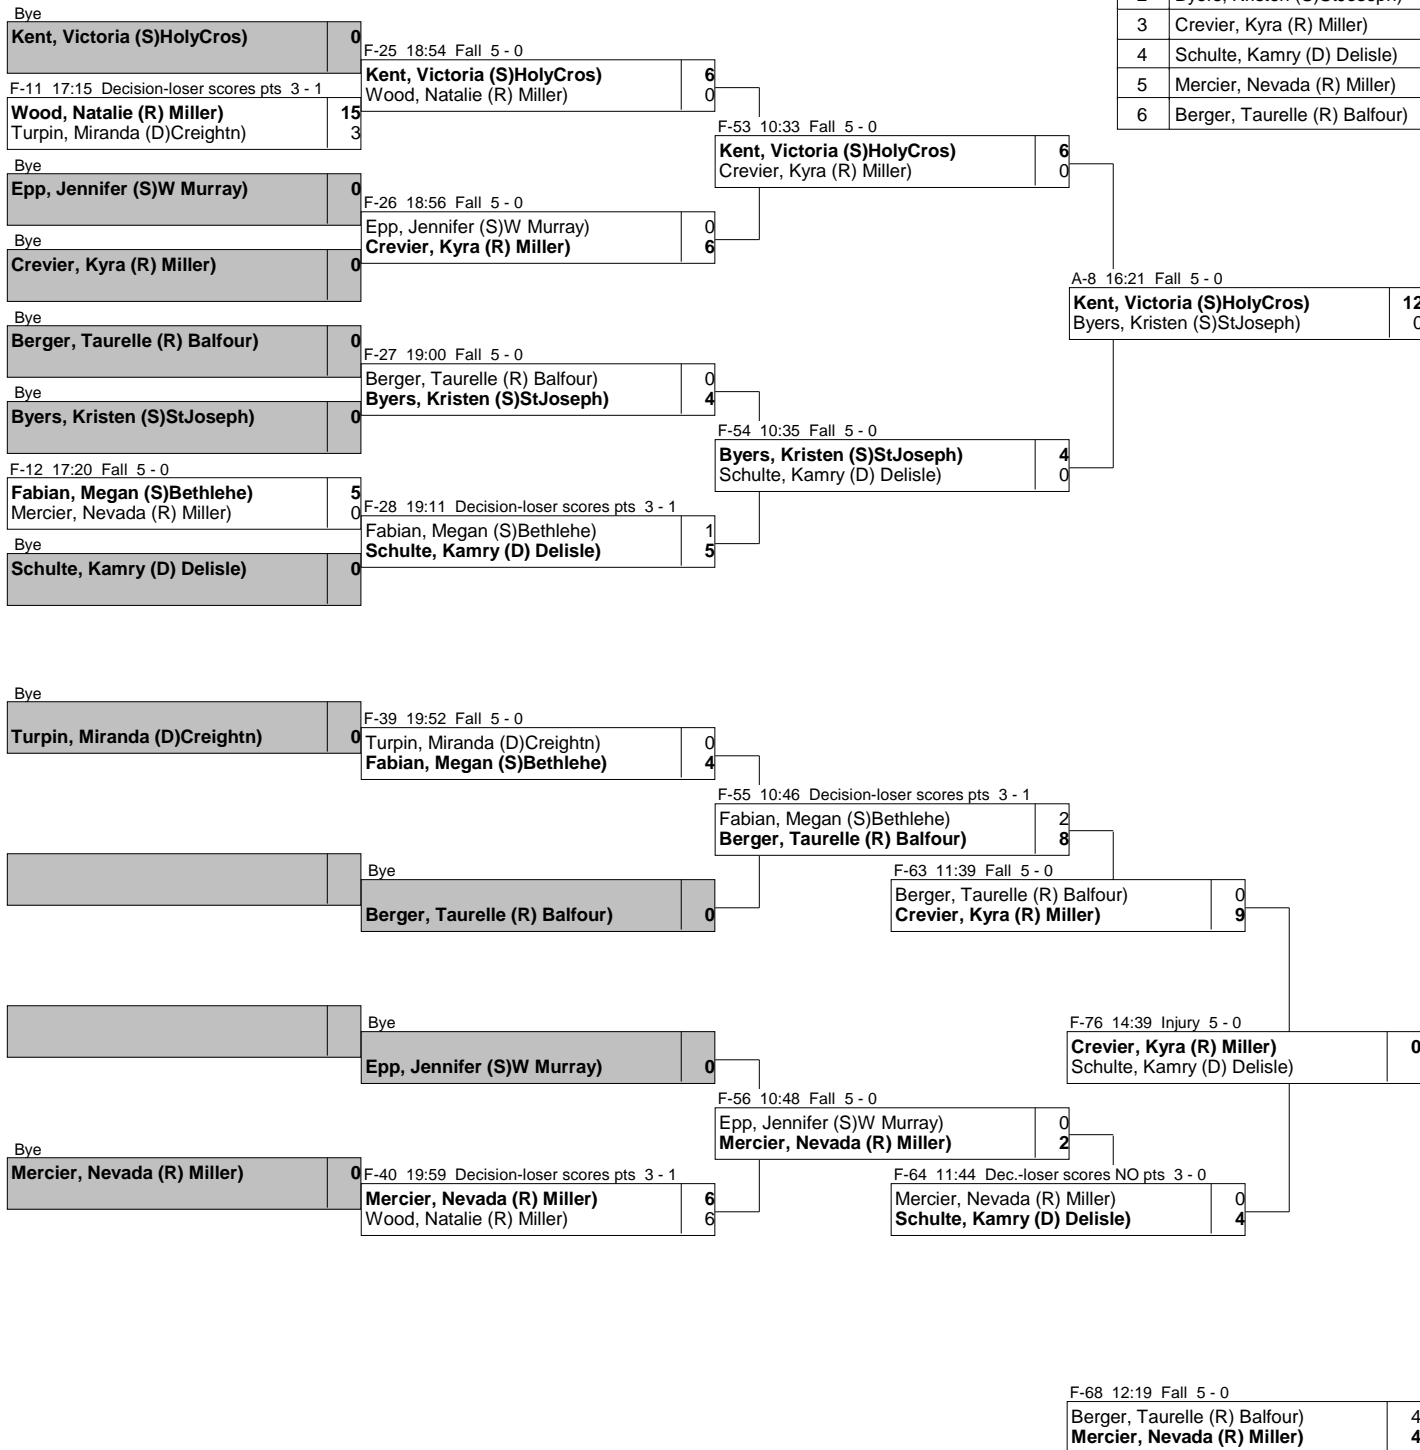 Bye
Kent, Victoria (S)HolyCros) 0
F-11 17:15 Decision-loser scores pts 3 - 1
Wood, Natalie (R) Miller) 15
Turpin, Miranda (D)Creightn) 3
Bye
Epp, Jennifer (S)W Murray) 0
Bye
Crevier, Kyra (R) Miller) 0
Bye
Berger, Taurelle (R) Balfour) 0
Bye
Byers, Kristen (S)StJoseph) 0
F-12 17:20 Fall 5 - 0
Fabian, Megan (S)Bethlehe) 5
Mercier, Nevada (R) Miller) 0
Bye
Schulte, Kamry (D) Delisle) 0
F-25 18:54 Fall 5 - 0
Kent, Victoria (S)HolyCros) 6
Wood, Natalie (R) Miller) 0
F-26 18:56 Fall 5 - 0
Epp, Jennifer (S)W Murray) 0
Crevier, Kyra (R) Miller) 6
F-27 19:00 Fall 5 - 0
Berger, Taurelle (R) Balfour) 0
Byers, Kristen (S)StJoseph) 4
F-28 19:11 Decision-loser scores pts 3 - 1
Fabian, Megan (S)Bethlehe) 1
Schulte, Kamry (D) Delisle) 5
F-53 10:33 Fall 5 - 0
Kent, Victoria (S)HolyCros) 6
Crevier, Kyra (R) Miller) 0
F-54 10:35 Fall 5 - 0
Byers, Kristen (S)StJoseph) 4
Schulte, Kamry (D) Delisle) 0
3 Crevier, Kyra (R) Miller)
4 Schulte, Kamry (D) Delisle)
5 Mercier, Nevada (R) Miller)
6 Berger, Taurelle (R) Balfour)
A-8 16:21 Fall 5 - 0
Kent, Victoria (S)HolyCros) 12
Byers, Kristen (S)StJoseph) 0
Bye
Turpin, Miranda (D)Creightn) 0
Bye
Mercier, Nevada (R) Miller) 0
F-39 19:52 Fall 5 - 0
Turpin, Miranda (D)Creightn) 0
Fabian, Megan (S)Bethlehe) 4
Bye
Berger, Taurelle (R) Balfour) 0
Bye
Epp, Jennifer (S)W Murray) 0
F-40 19:59 Decision-loser scores pts 3 - 1
Mercier, Nevada (R) Miller) 6
Wood, Natalie (R) Miller) 6
F-55 10:46 Decision-loser scores pts 3 - 1
Fabian, Megan (S)Bethlehe) 2
Berger, Taurelle (R) Balfour) 8
F-56 10:48 Fall 5 - 0
Epp, Jennifer (S)W Murray) 0
Mercier, Nevada (R) Miller) 2
F-63 11:39 Fall 5 - 0
Berger, Taurelle (R) Balfour) 0
Crevier, Kyra (R) Miller) 9
F-64 11:44 Dec.-loser scores NO pts 3 - 0
Mercier, Nevada (R) Miller) 0
Schulte, Kamry (D) Delisle) 4
F-76 14:39 Injury 5 - 0
Crevier, Kyra (R) Miller) 0
Schulte, Kamry (D) Delisle)
F-68 12:19 Fall 5 - 0
Berger, Taurelle (R) Balfour) 4
Mercier, Nevada (R) Miller) 4